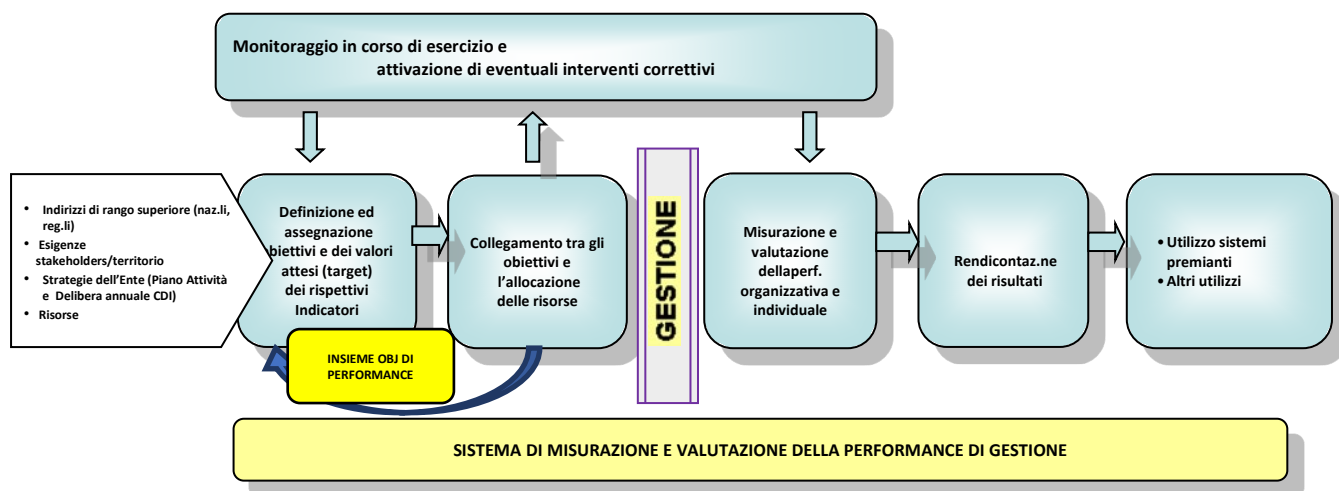 Monitoraggio in corso di esercizio e
attivazione di eventuali interventi correttivi
• Indirizzi di rango superiore (naz.li,
reg.li)
• Esigenze
stakeholders/territorio
• Strategie dell'Ente (Piano Attività
e Delibera annuale CDI)
• Risorse
Definizione ed
assegnazione
biettivi e dei valori
attesi (target)
dei rispettivi
Indicatori
Collegamento tra gli
obiettivi e
l'allocazione
delle risorse
GESTIONE
Misurazione e
valutazione
dellaperf.
organizzativa e
individuale
Rendicontaz.ne
dei risultati
• Utilizzo sistemi
premianti
• Altri utilizzi
INSIEME OBJ DI
PERFORMANCE
SISTEMA DI MISURAZIONE E VALUTAZIONE DELLA PERFORMANCE DI GESTIONE